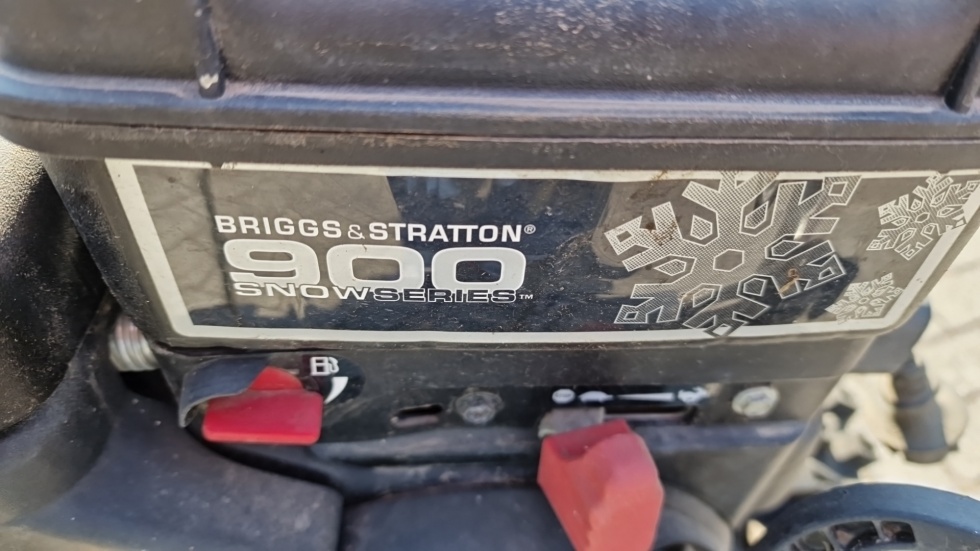 BRIGGS & STRATTON®
900
SNOWSERIES™